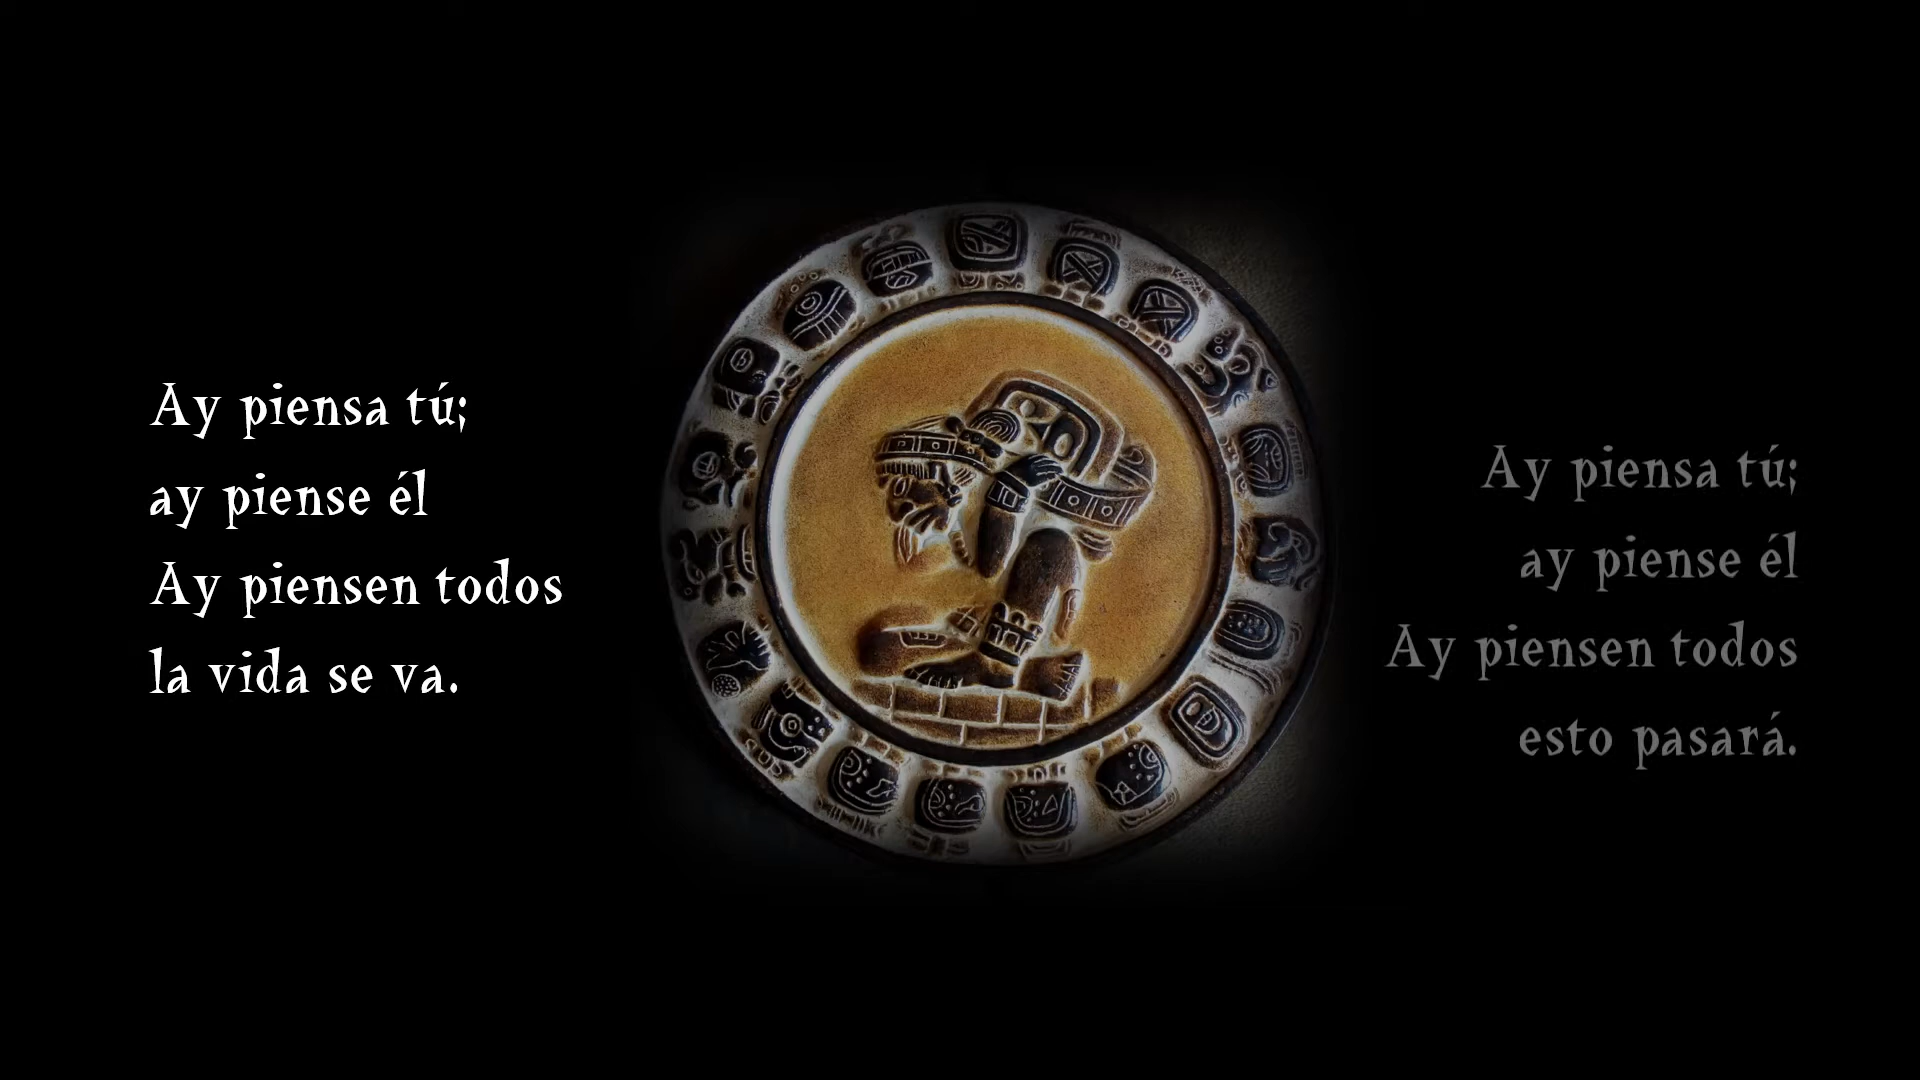 Ay piensa tú;
ay piense él
Ay piensen todos
la vida se va.
Ay piensa tú;
ay piense él
Ay piensen todos
esto pasará.